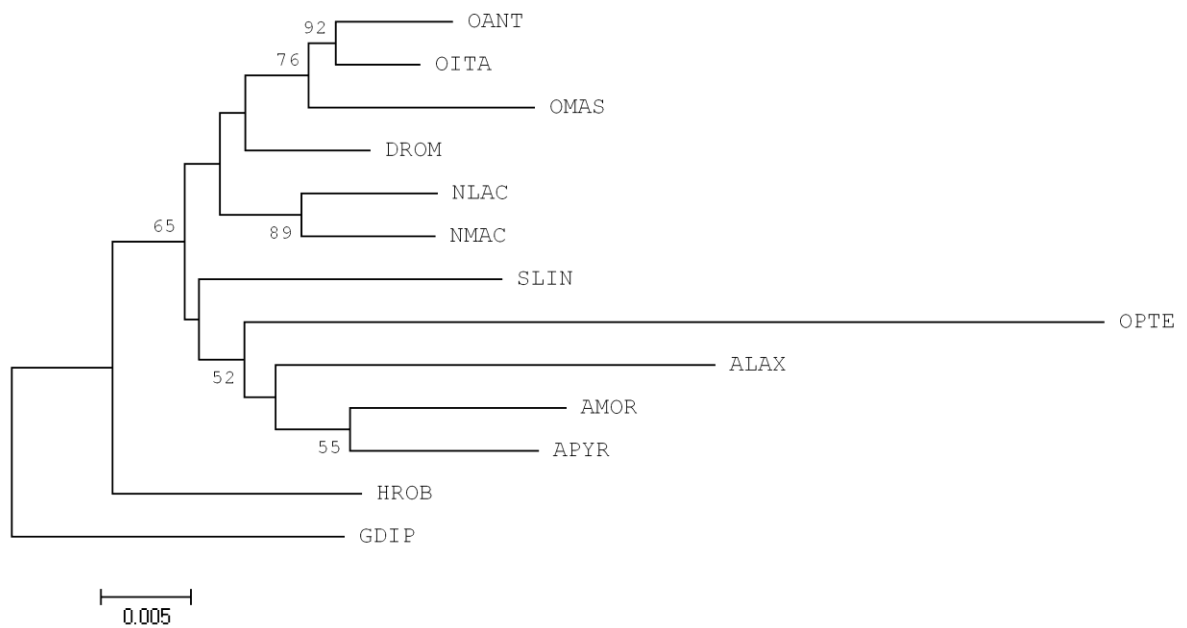 92 OANT
76 OITA
OMAS
DROM
NLAC
65
89 NMAC
SLIN
OPTE
ALAX
52
AMOR
55 APYR
HROB
GDIP
0.005